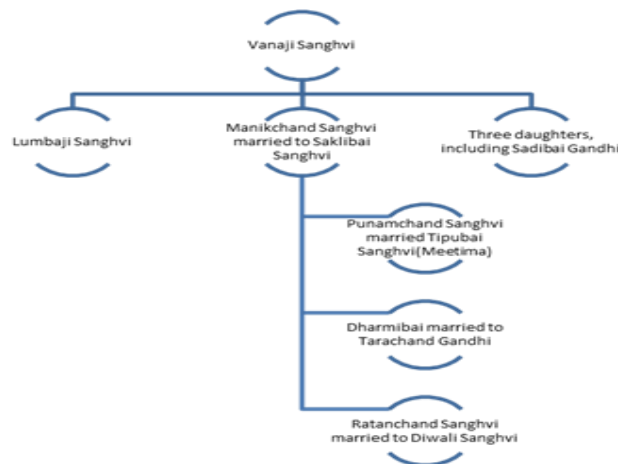 Vanaji Sanghvi
Lumbaji Sanghvi
Manikchand Sanghvi
married to Saklibai
Sanghvi
Three daughters,
including Sadibai Gandhi
Punamchand Sanghvi
married Tipubai
Sanghvi(Meetima)
Dharmibai married to
Tarachand Gandhi
Ratanchand Sanghvi
married to Diwali Sanghvi